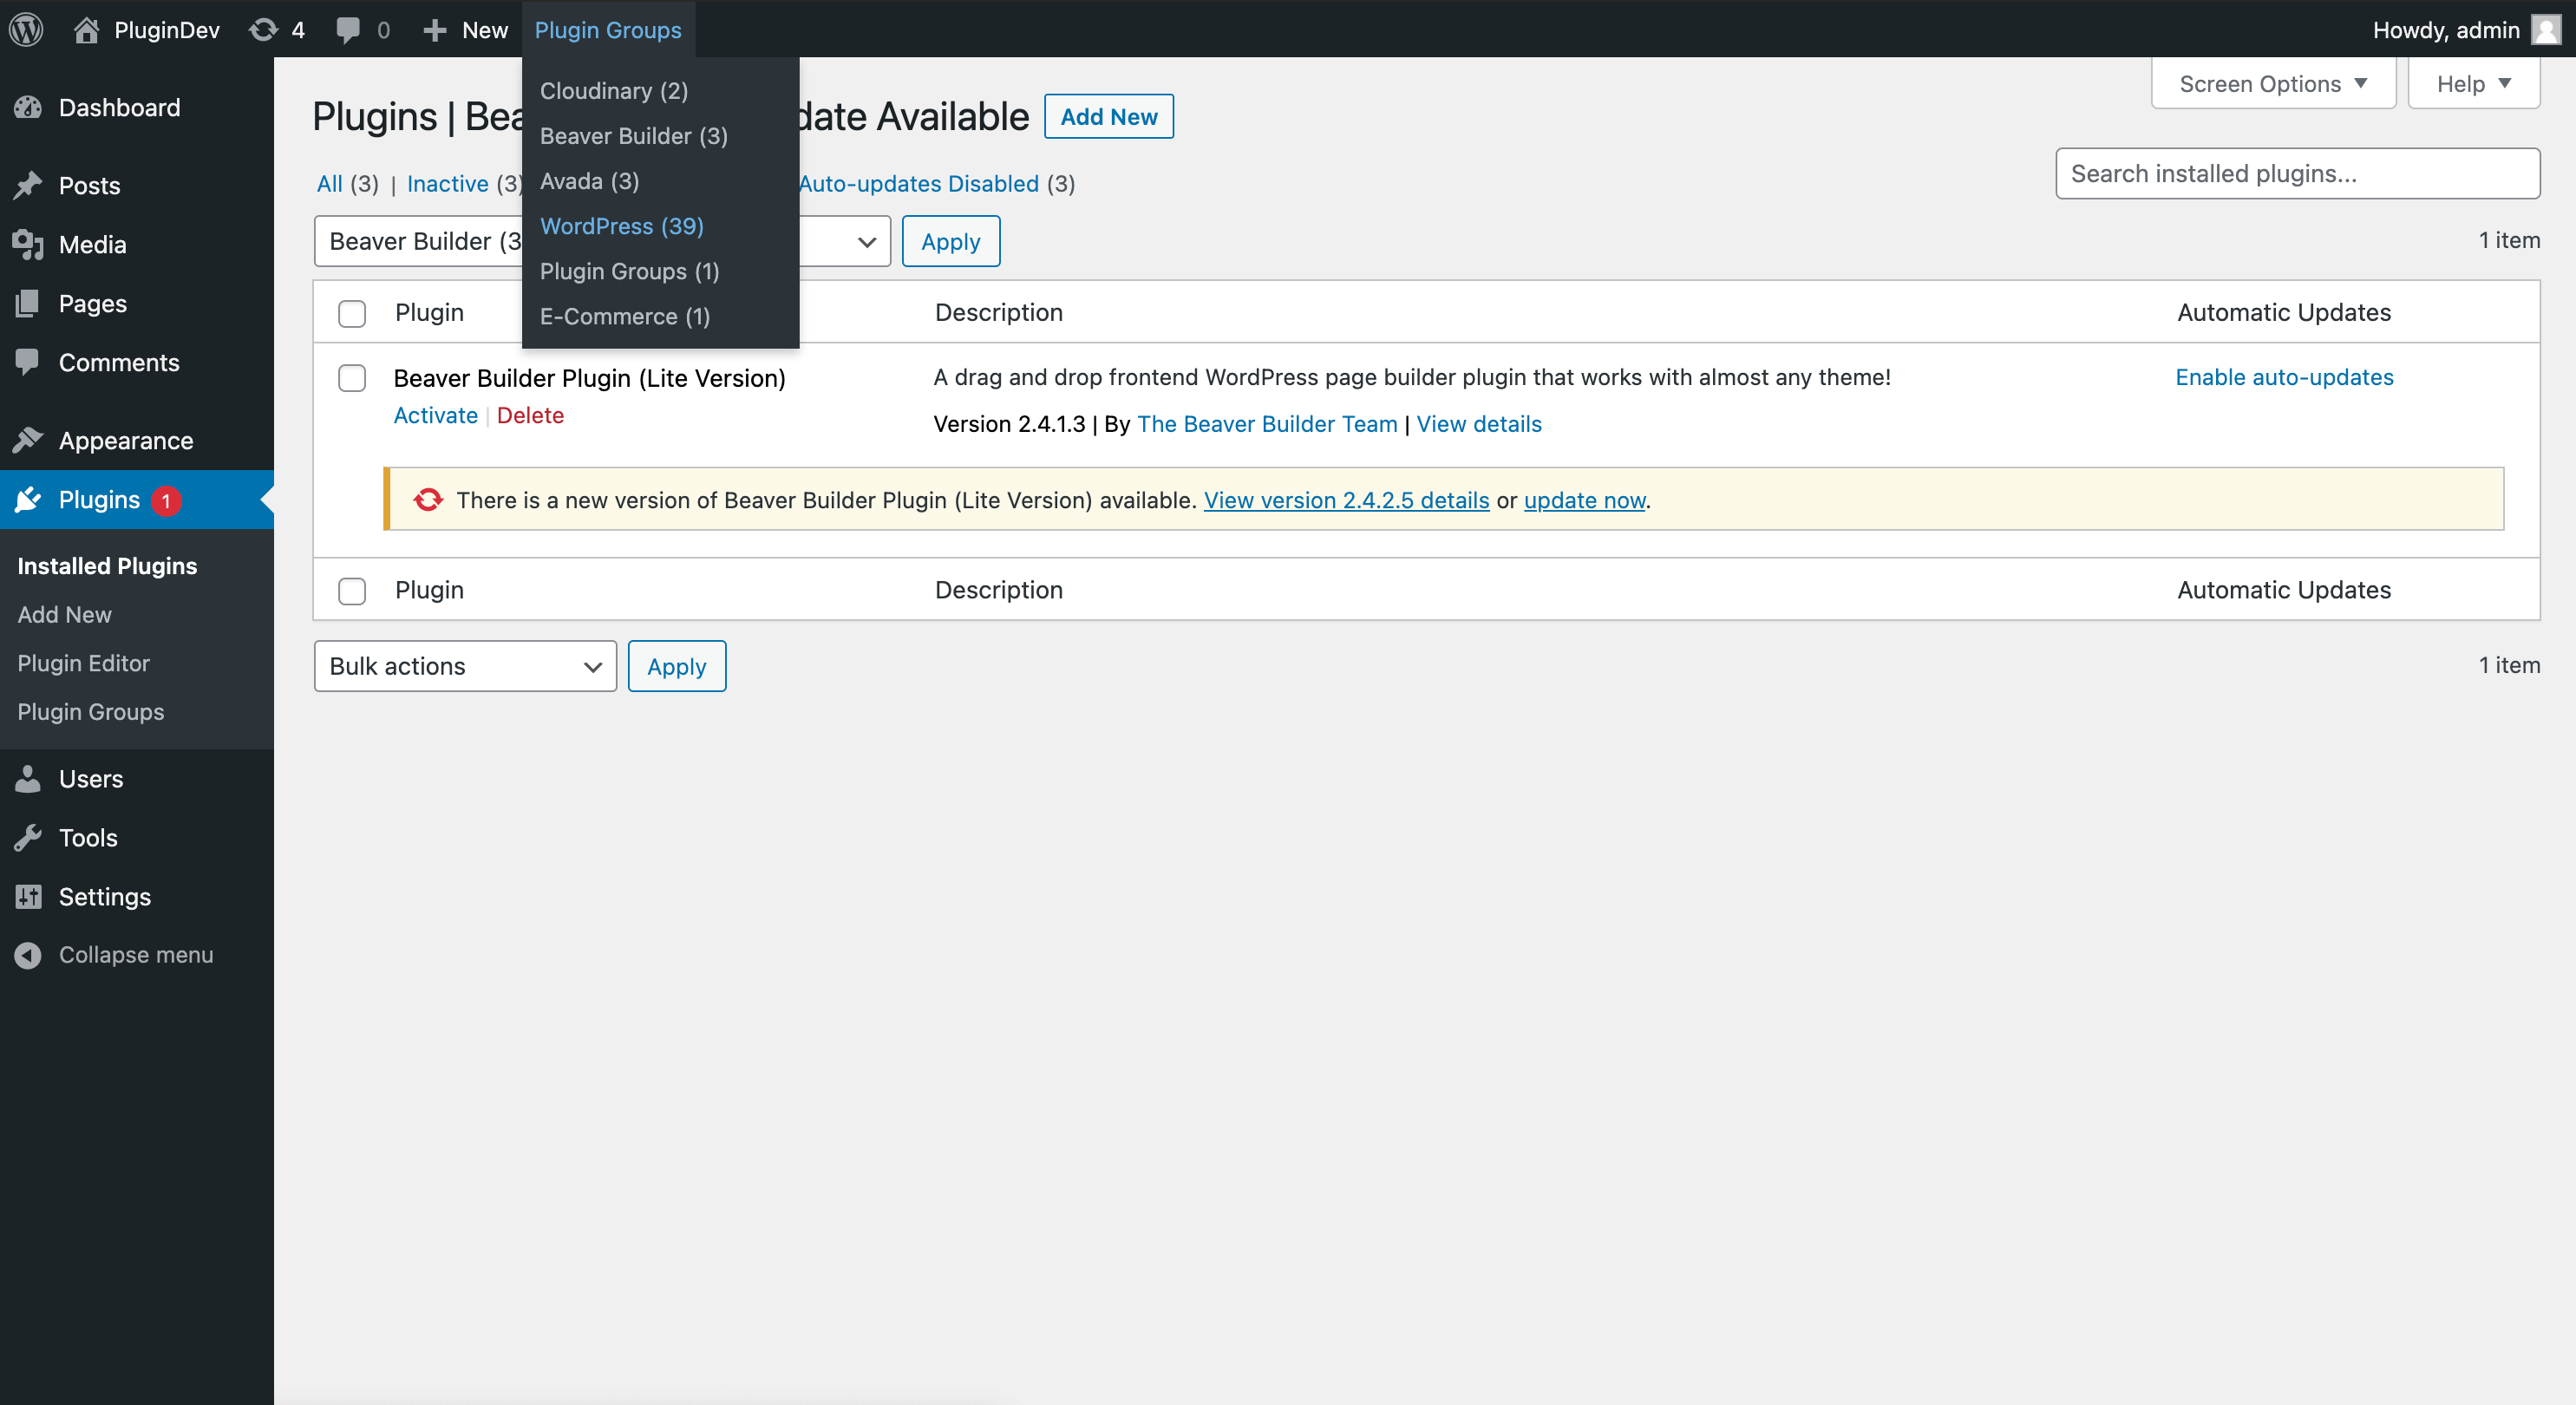 PluginDev 4 0 New Plugin Groups Howdy, admin
Cloudinary (2)
Beaver Builder (3)
Avada (3)
WordPress (39)
Plugin Groups (1)
E-Commerce (1)
Screen Options Help
Dashboard
Posts
Media
Pages
Comments
Appearance
Plugins 1
Installed Plugins
Add New
Plugin Editor
Plugin Groups
Users
Tools
Settings
Collapse menu
Plugins | Bea date Available Add New
All (3) | Inactive (3) Auto-updates Disabled (3)
Search installed plugins...
Beaver Builder (3 Apply 1 item
Plugin Description Automatic Updates
Beaver Builder Plugin (Lite Version) A drag and drop frontend WordPress page builder plugin that works with almost any theme! Enable auto-updates
Activate | Delete
Version 2.4.1.3 | By The Beaver Builder Team | View details
There is a new version of Beaver Builder Plugin (Lite Version) available. View version 2.4.2.5 details or update now.
Plugin Description Automatic Updates
Bulk actions Apply 1 item